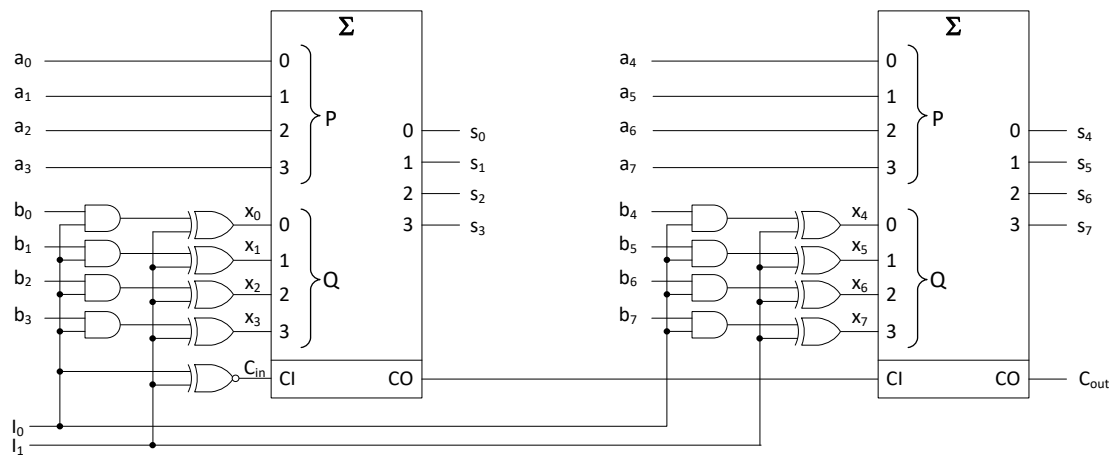 Σ
a0
0
a1
1
P
a2
2
0
s0
a3
3
1
s1
2
s2
b0
x0
0
3
s3
b1
x1
1
Q
b2
x2
2
b3
x3
3
Cin
CI
CO
I0
I1
Σ
a4
0
a5
1
P
a6
2
0
s4
a7
3
1
s5
2
s6
b4
x4
0
3
s7
b5
x5
1
Q
b6
x6
2
b7
x7
3
CI
CO
Cout